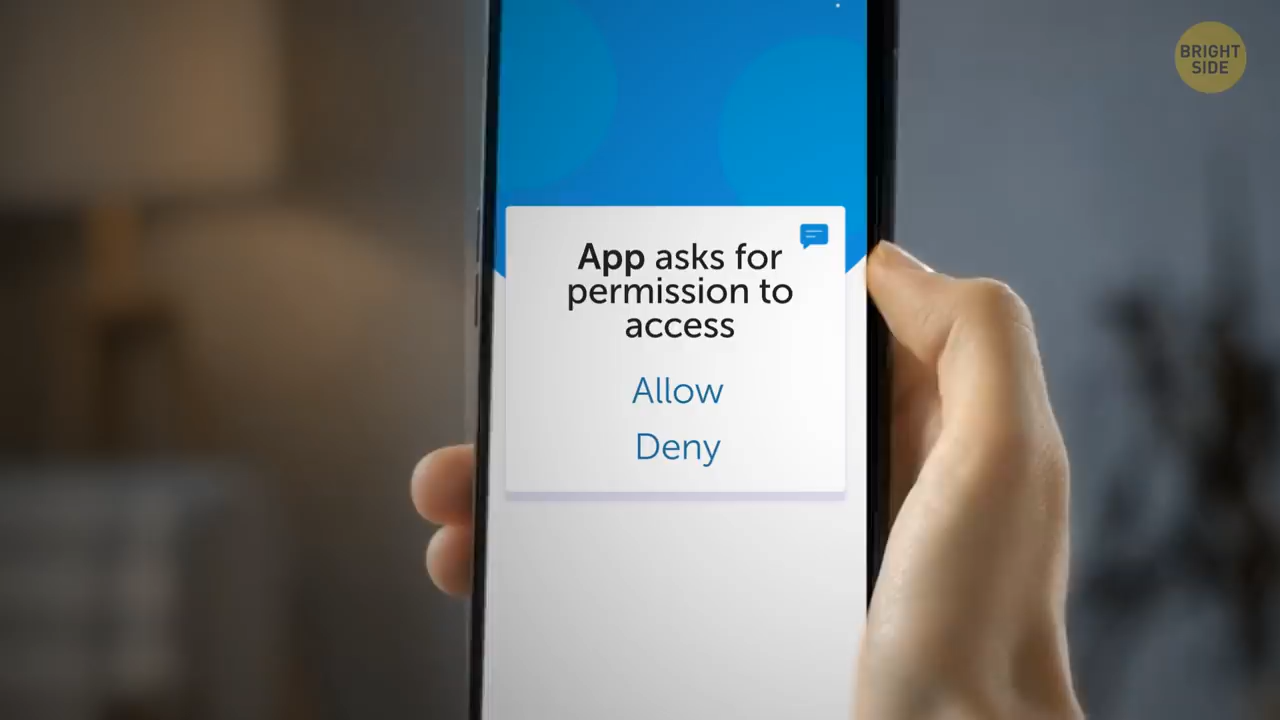 BRIGHT
SIDE
App asks for
permission to
access
Allow
Deny